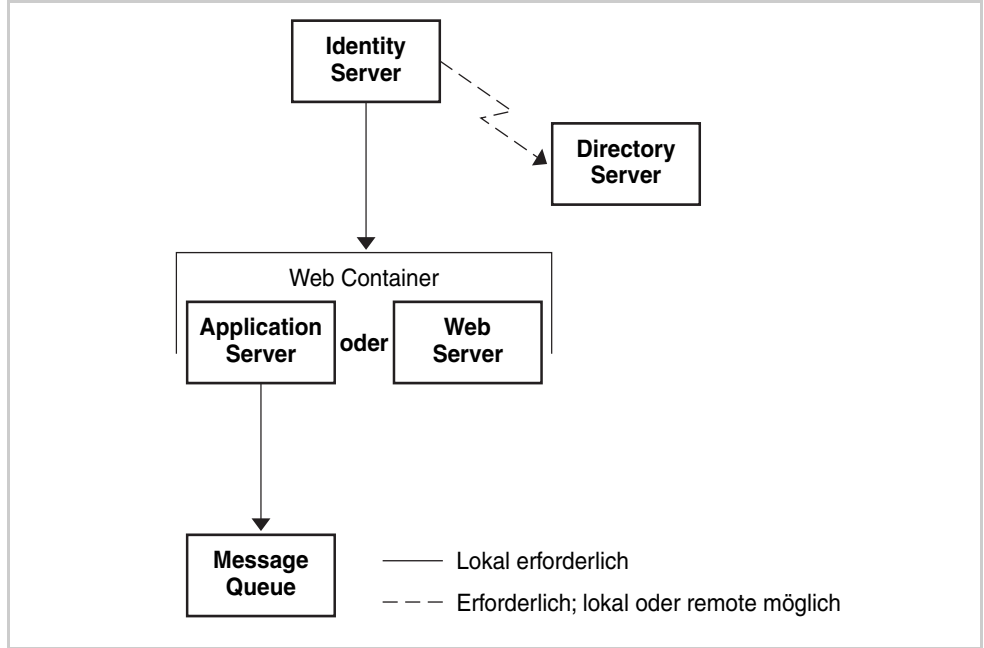 Identity
Server
Directory
Server
Web Container
Application
Server
oder
Web
Server
Message
Queue
Lokal erforderlich
Erforderlich; lokal oder remote möglich